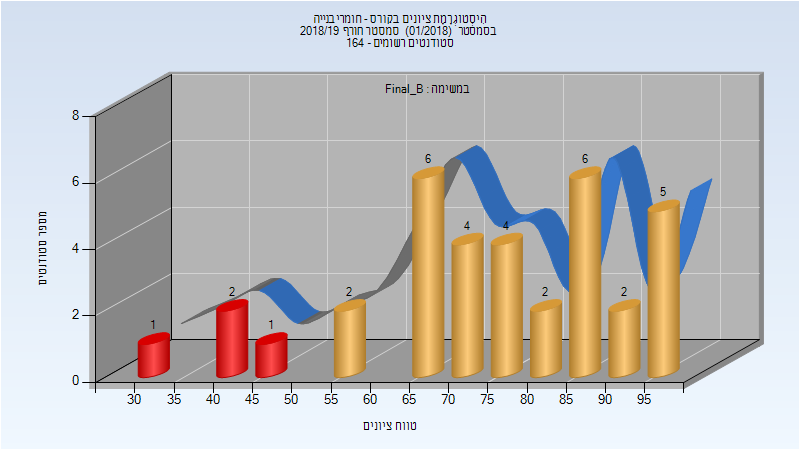 היסטוגרמת ציונים בקורס - חומרי בנייה
בסמסטר (01/2018) סמסטר חורף 2018/19
סטודנטים רשומים - 164
במשימה : Final_B
מספר סטודנטים
8
6
4
2
0
1
2
1
2
6
4
4
2
6
2
5
30 35 40 45 50 55 60 65 70 75 80 85 90 95
טווח ציונים